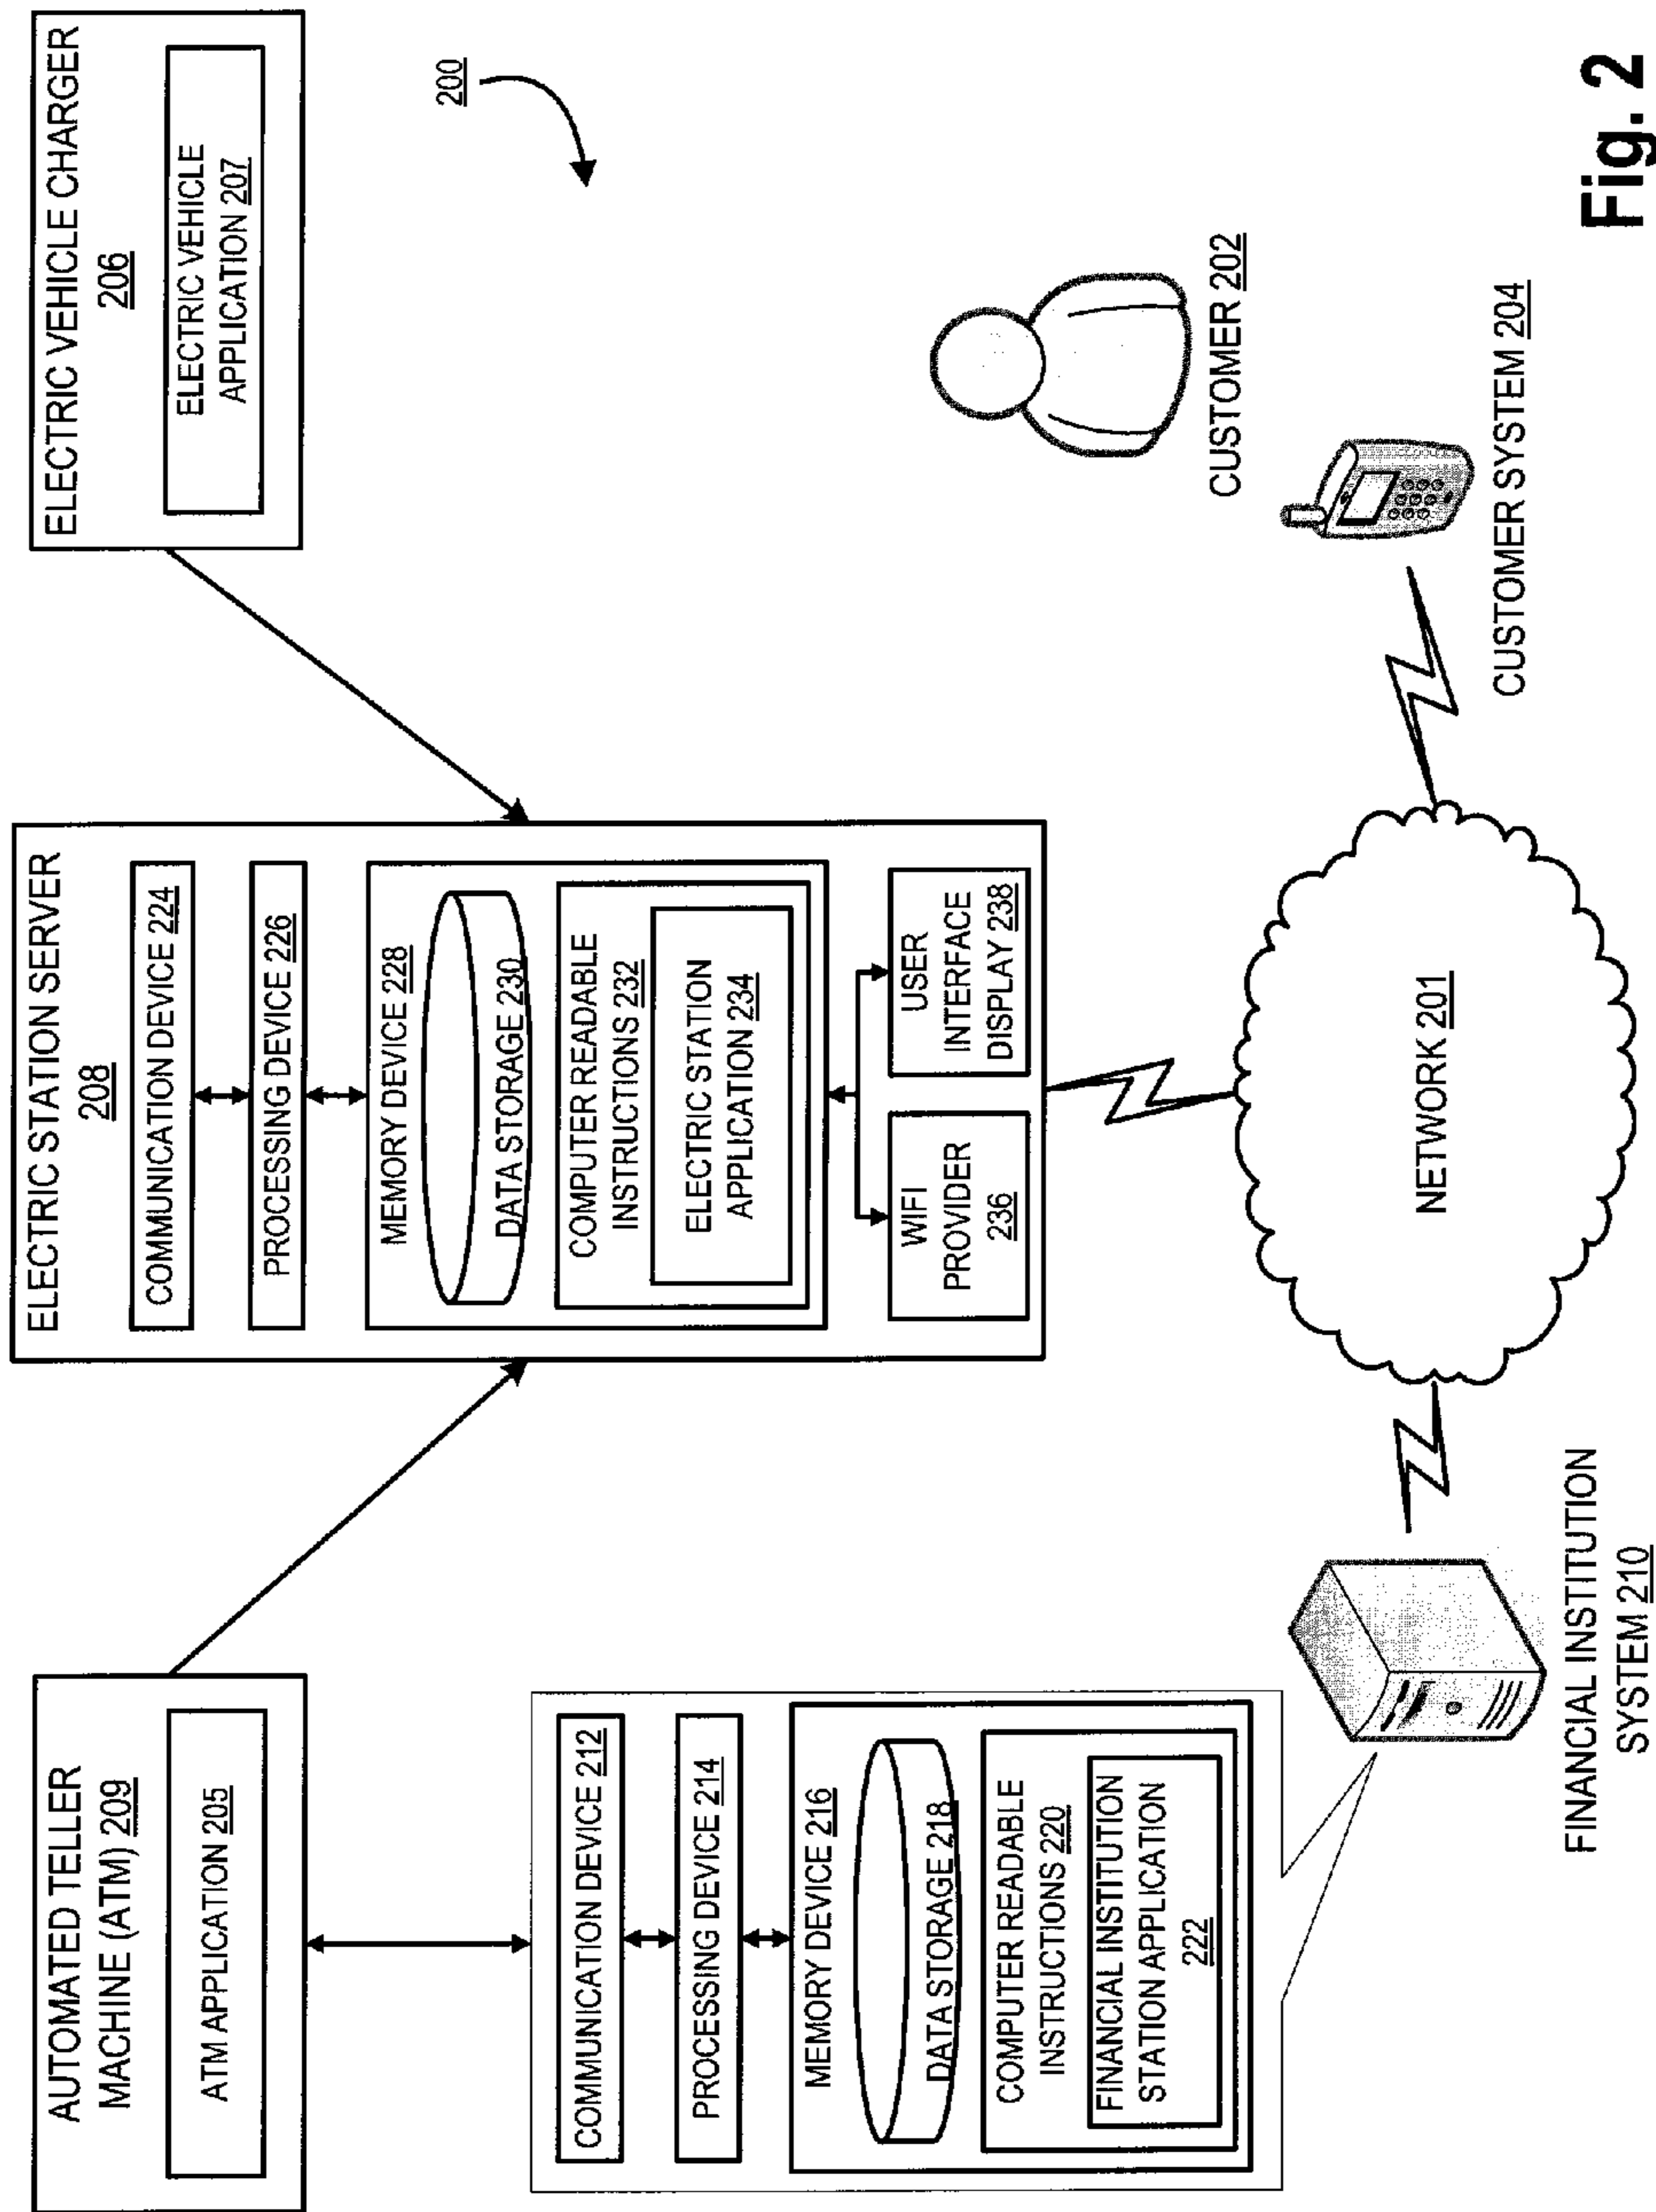 AUTOMATED TELLER
MACHINE (ATM) 209
ATM APPLICATION 205
COMMUNICATION DEVICE 212
PROCESSING DEVICE 214
MEMORY DEVICE 216
DATA STORAGE 218
COMPUTER READABLE
INSTRUCTIONS 220
FINANCIAL INSTITUTION
STATION APPLICATION
222
FINANCIAL INSTITUTION
SYSTEM 210
ELECTRIC STATION SERVER
208
COMMUNICATION DEVICE 224
PROCESSING DEVICE 226
MEMORY DEVICE 228
DATA STORAGE 230
COMPUTER READABLE
INSTRUCTIONS 232
ELECTRIC STATION
APPLICATION 234
WIFI
PROVIDER
236
USER
INTERFACE
DISPLAY 238
NETWORK 201
ELECTRIC VEHICLE CHARGER
206
ELECTRIC VEHICLE
APPLICATION 207
200
CUSTOMER 202
CUSTOMER SYSTEM 204
Fig. 2